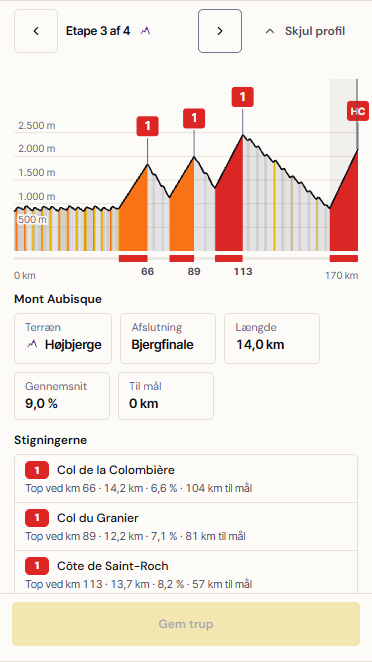 Etape 3 af 4
Skjul profil
1
1
1
HC
2.500 m
2.000 m
1.500 m
1.000 m
500 m
0 km
66
89
113
170 km
Mont Aubisque
Terræn
Højbjerge
Afslutning
Bjergfinale
Længde
14,0 km
Gennemsnit
9,0 %
Til mål
0 km
Stigningerne
1 Col de la Colombière
Top ved km 66 · 14,2 km · 6,6 % · 104 km til mål
1 Col du Granier
Top ved km 89 · 12,2 km · 7,1 % · 81 km til mål
1 Côte de Saint-Roch
Top ved km 113 · 13,7 km · 8,2 % · 57 km til mål
Gem trup